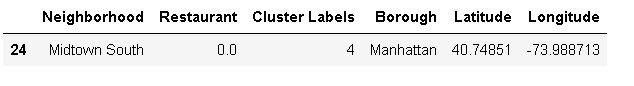 Neighborhood Restaurant Cluster Labels Borough Latitude Longitude
24 Midtown South 0.0 4 Manhattan 40.74851 -73.988713